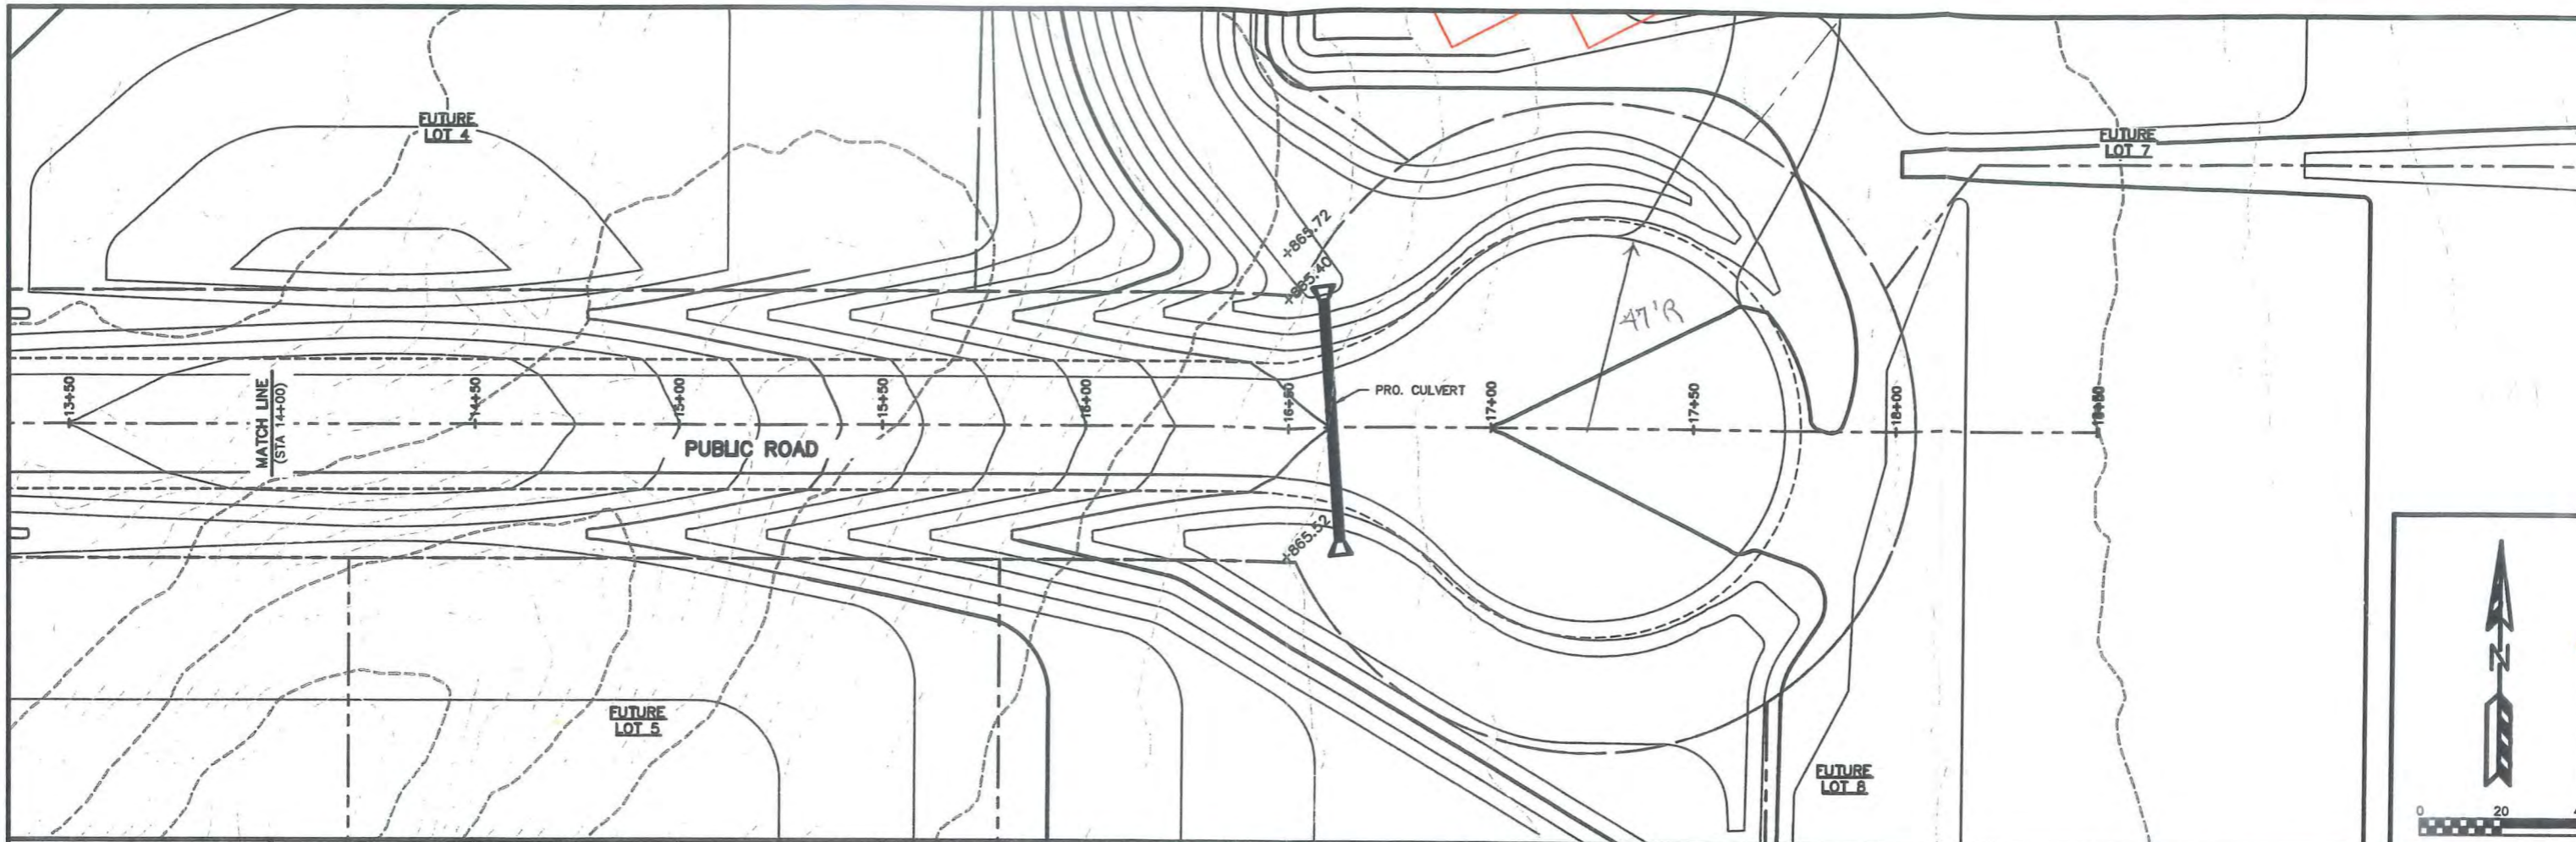 FUTURE
LOT 4
FUTURE
LOT 7
+865.72
+865.40
47'R
13+50
MATCH LINE
(STA 14+00)
14+50
15+00
15+50
16+00
16+50
PRO. CULVERT
17+00
17+50
18+00
PUBLIC ROAD
+865.52
FUTURE
LOT 5
FUTURE
LOT 8
N
0 20